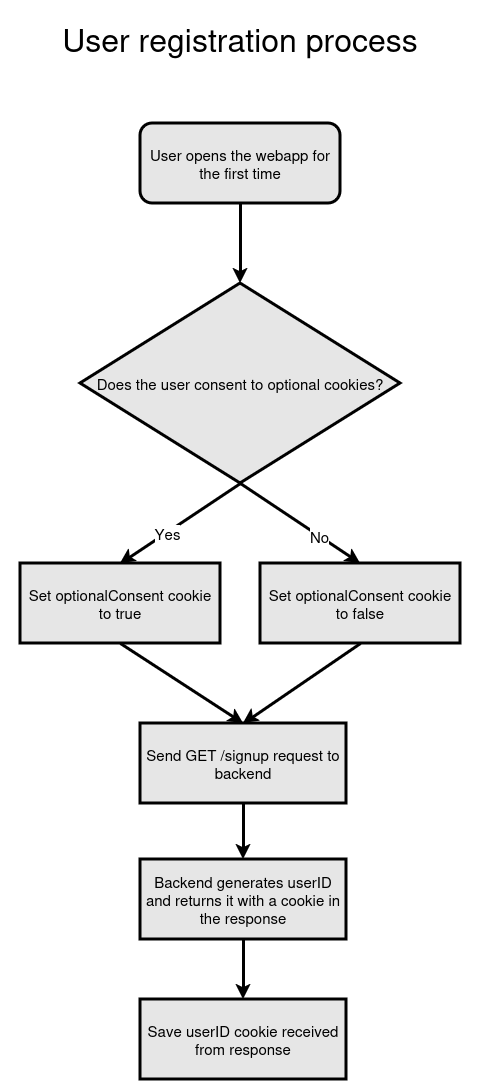 User registration process
User opens the webapp for
the first time
Does the user consent to optional cookies?
Yes
No
Set optionalConsent cookie
to true
Set optionalConsent cookie
to false
Send GET /signup request to
backend
Backend generates userID
and returns it with a cookie in
the response
Save userID cookie received
from response